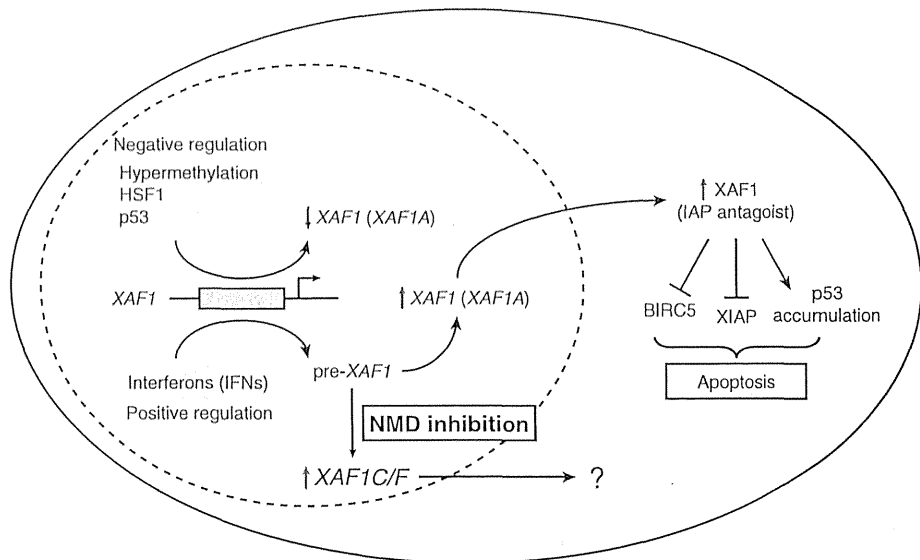 Negative regulation
Hypermethylation
HSF1
p53
↓ XAF1 (XAF1A)
XAF1
↑ XAF1 (XAF1A)
Interferons (IFNs)
Positive regulation
pre-XAF1
NMD inhibition
↑ XAF1C/F
?
↑ XAF1
(IAP antagoist)
BIRC5
XIAP
p53
accumulation
Apoptosis